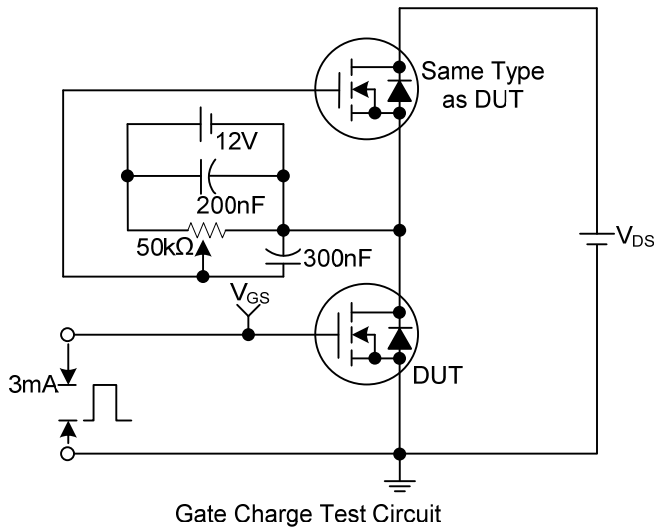 Same Type
as DUT
12V
200nF
50kΩ
300nF
V_GS
V_DS
3mA
DUT
Gate Charge Test Circuit